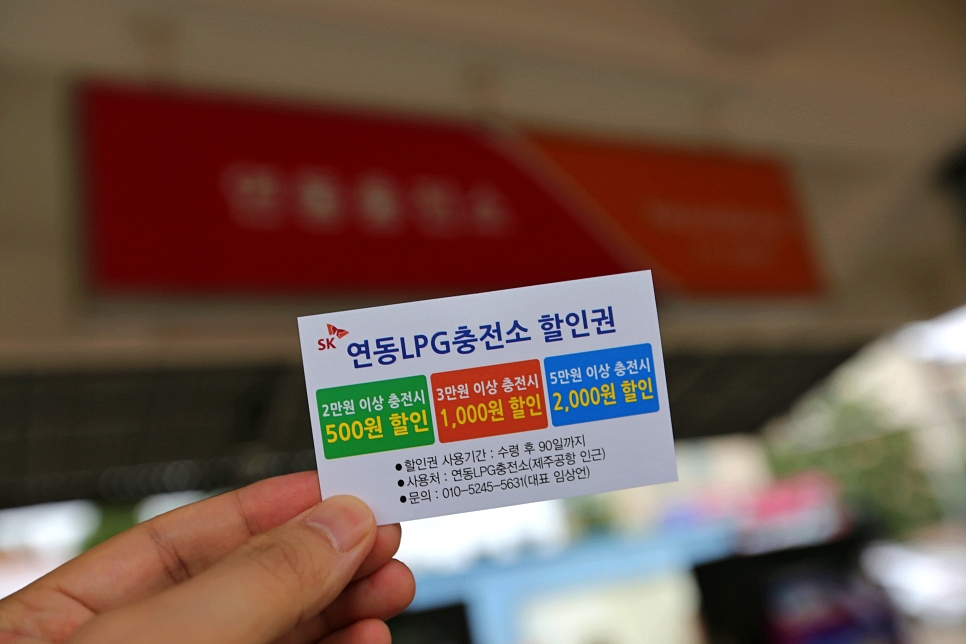 연동충전소
SK 연동LPG충전소 할인권
2만원 이상 충전시
500원 할인
3만원 이상 충전시
1,000원 할인
5만원 이상 충전시
2,000원 할인
●할인권 사용기간 : 수령 후 90일까지
●사용처 : 연동LPG충전소(제주공항 인근)
●문의 : 010-5245-5631(대표 임상언)